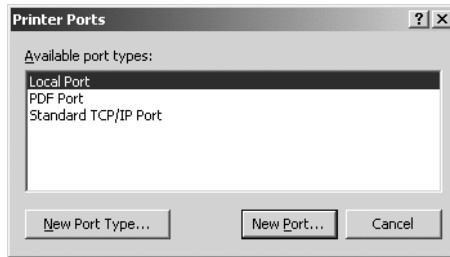 Printer Ports
Available port types:
Local Port
PDF Port
Standard TCP/IP Port
New Port Type... New Port... Cancel